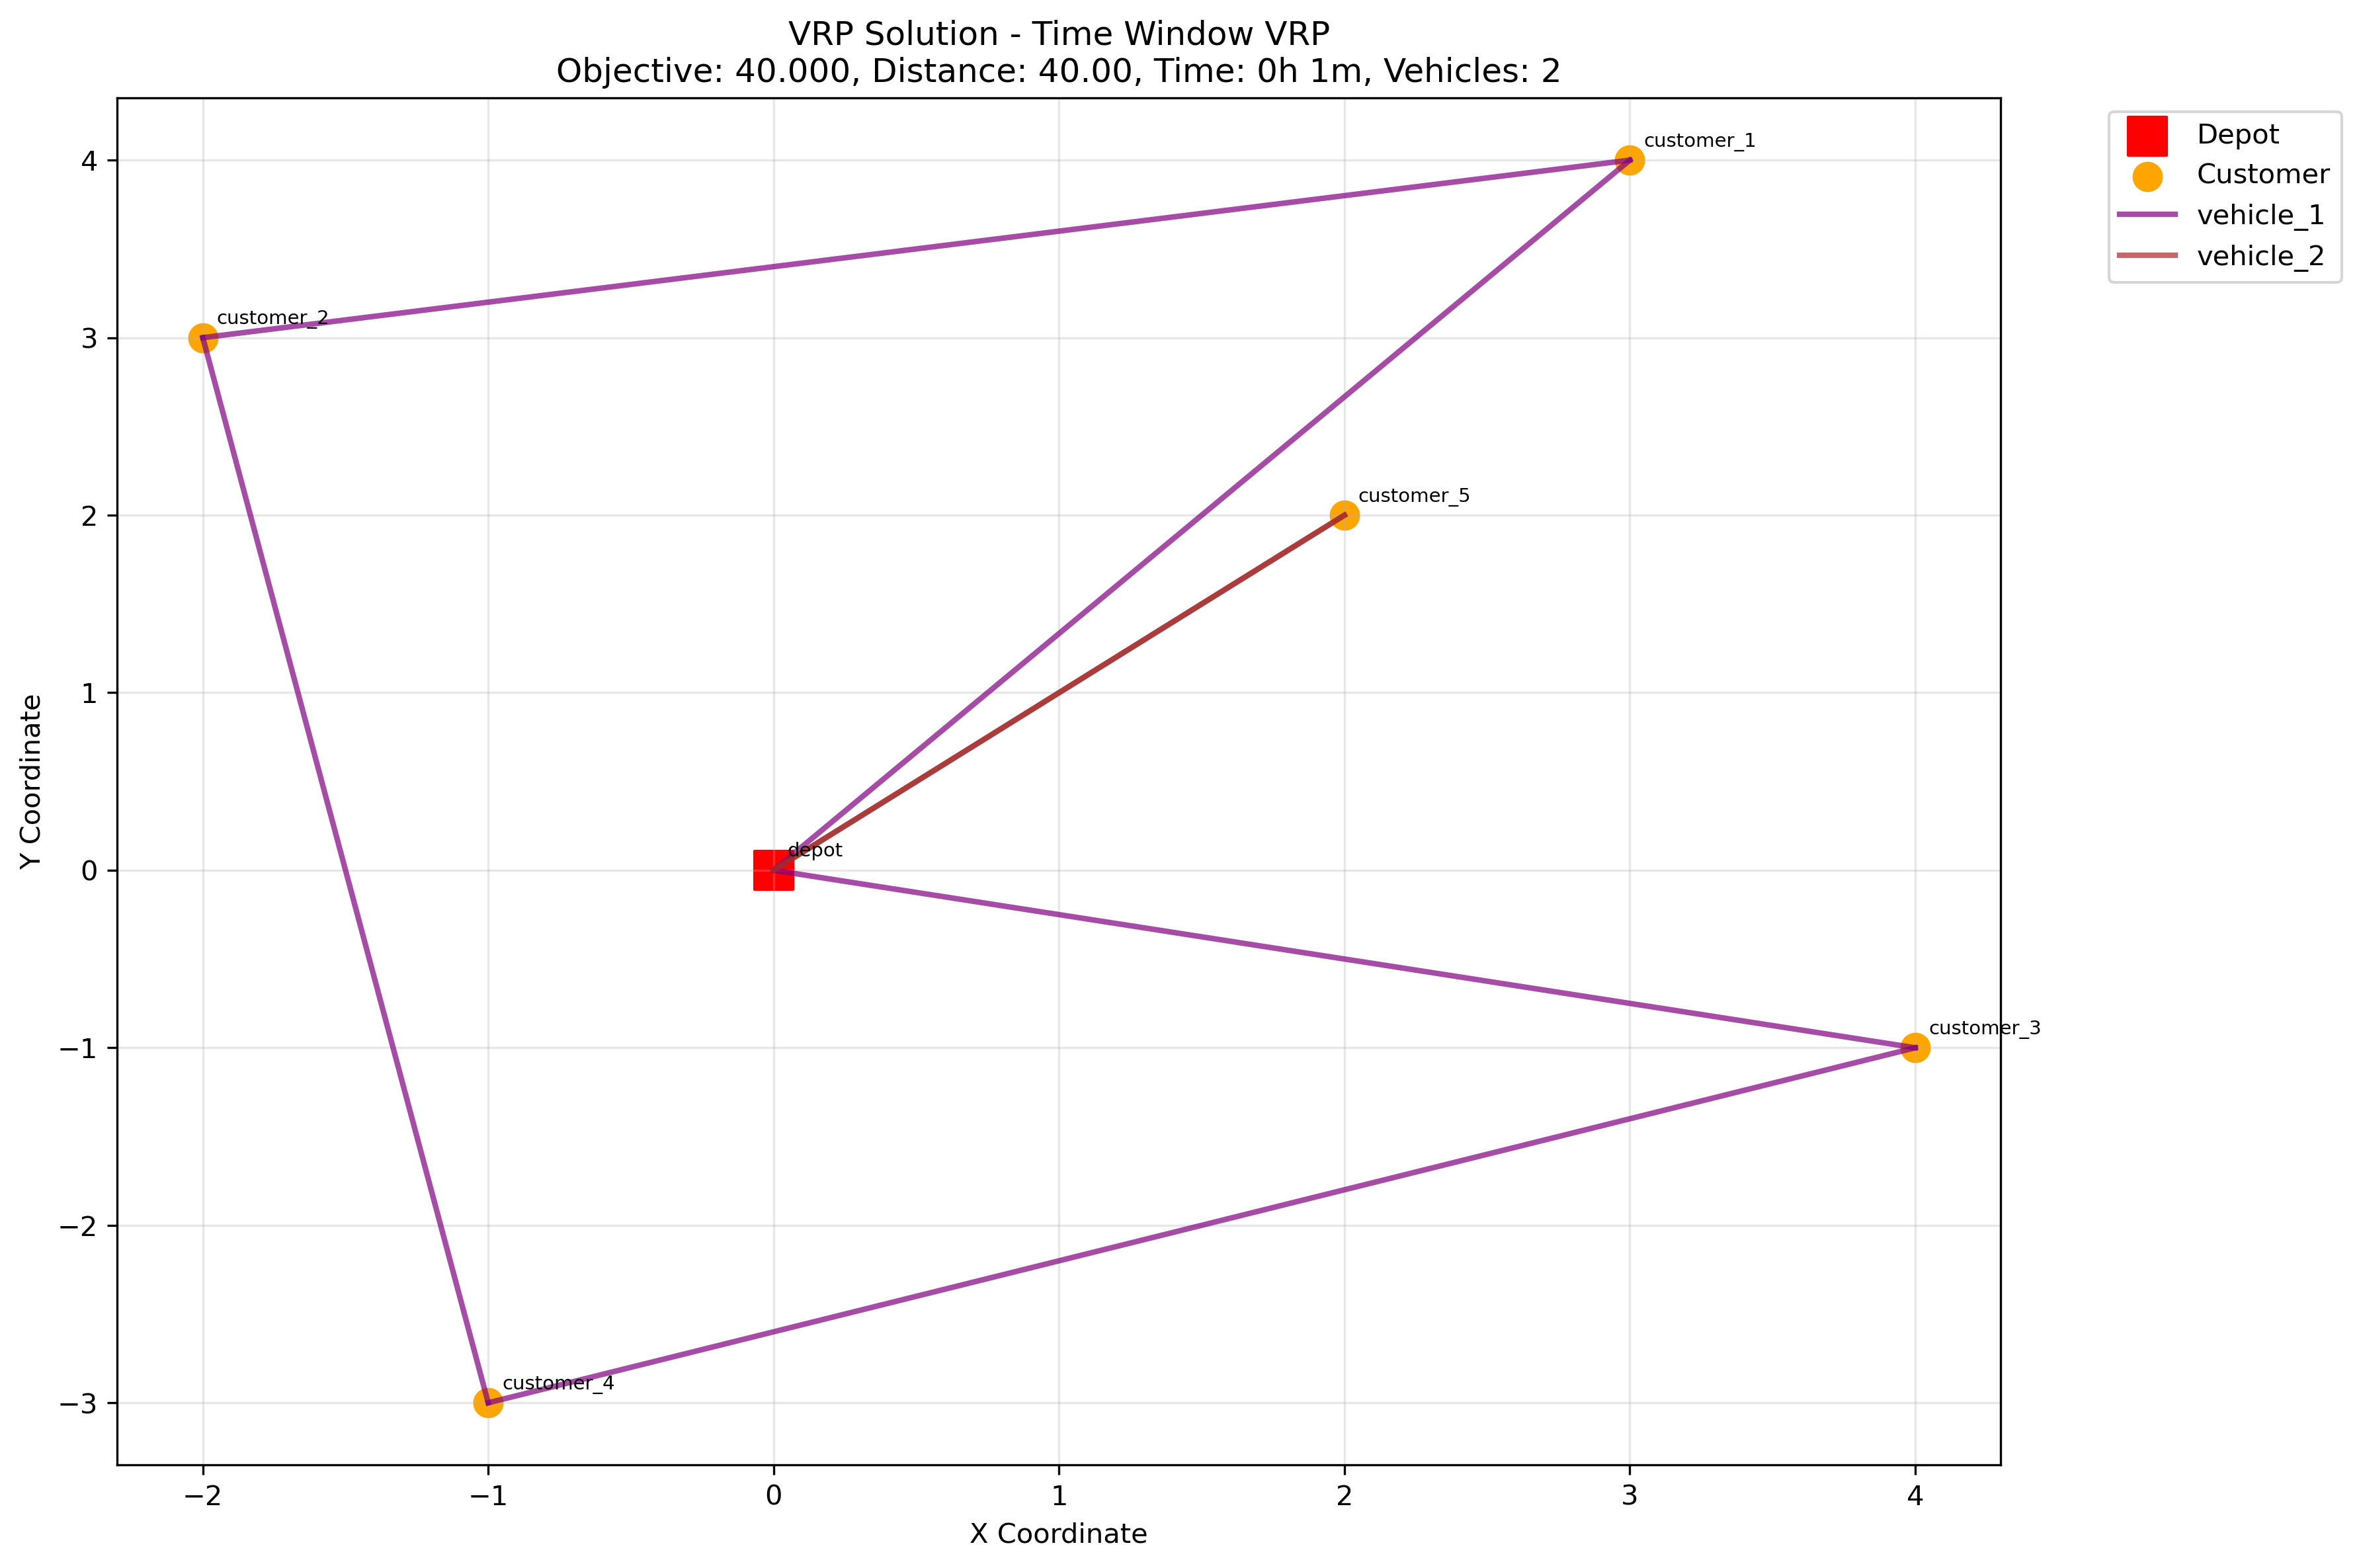 VRP Solution - Time Window VRP
Objective: 40.000, Distance: 40.00, Time: 0h 1m, Vehicles: 2
Depot
Customer
vehicle_1
vehicle_2
customer_1
customer_2
customer_5
depot
customer_3
customer_4
Y Coordinate
4
3
2
1
0
−1
−2
−3
−2
−1
0
1
2
3
4
X Coordinate